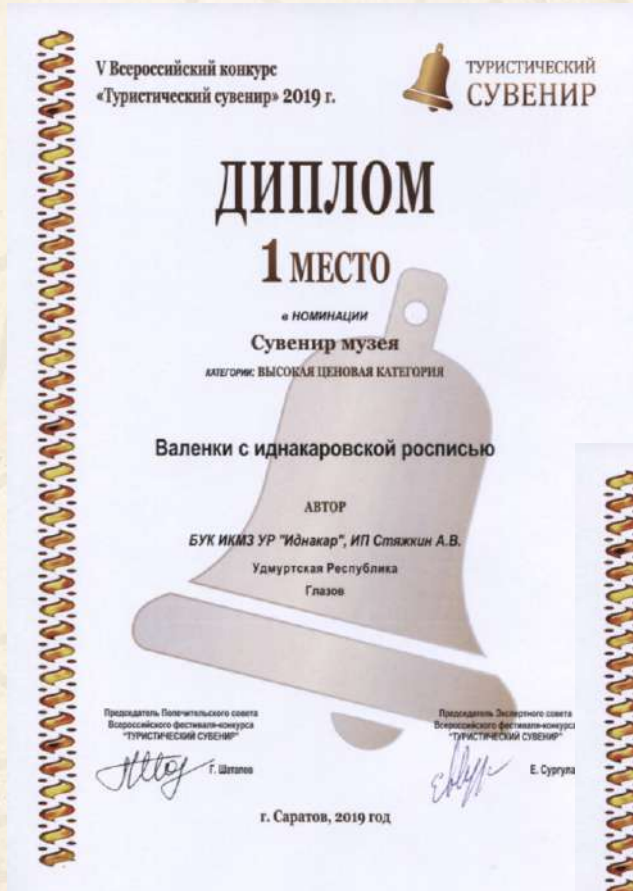 V Всероссийский конкурс
«Туристический сувенир» 2019 г.
ТУРИСТИЧЕСКИЙ
СУВЕНИР
ДИПЛОМ
1 МЕСТО
в НОМИНАЦИИ
Сувенир музея
КАТЕГОРИИ: ВЫСОКАЯ ЦЕНОВАЯ КАТЕГОРИЯ
Валенки с иднакаровской росписью
АВТОР
БУК ИКМЗ УР "Иднакар", ИП Стяжкин А.В.
Удмуртская Республика
Глазов
Председатель Попечительского совета
Всероссийского фестиваля-конкурса
"ТУРИСТИЧЕСКИЙ СУВЕНИР"
Г. Шаталов
Председатель Экспертного совета
Всероссийского фестиваля-конкурса
"ТУРИСТИЧЕСКИЙ СУВЕНИР"
Е. Сургула
г. Саратов, 2019 год